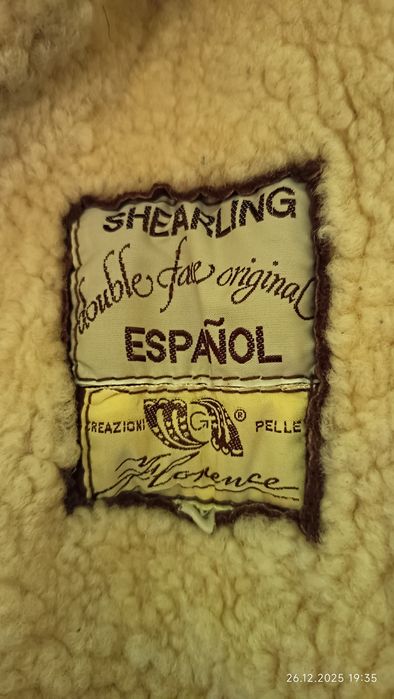 SHEARLING
double face original
ESPAÑOL
CREAZIONI G ® PELLE
Florence
26.12.2025 19:35